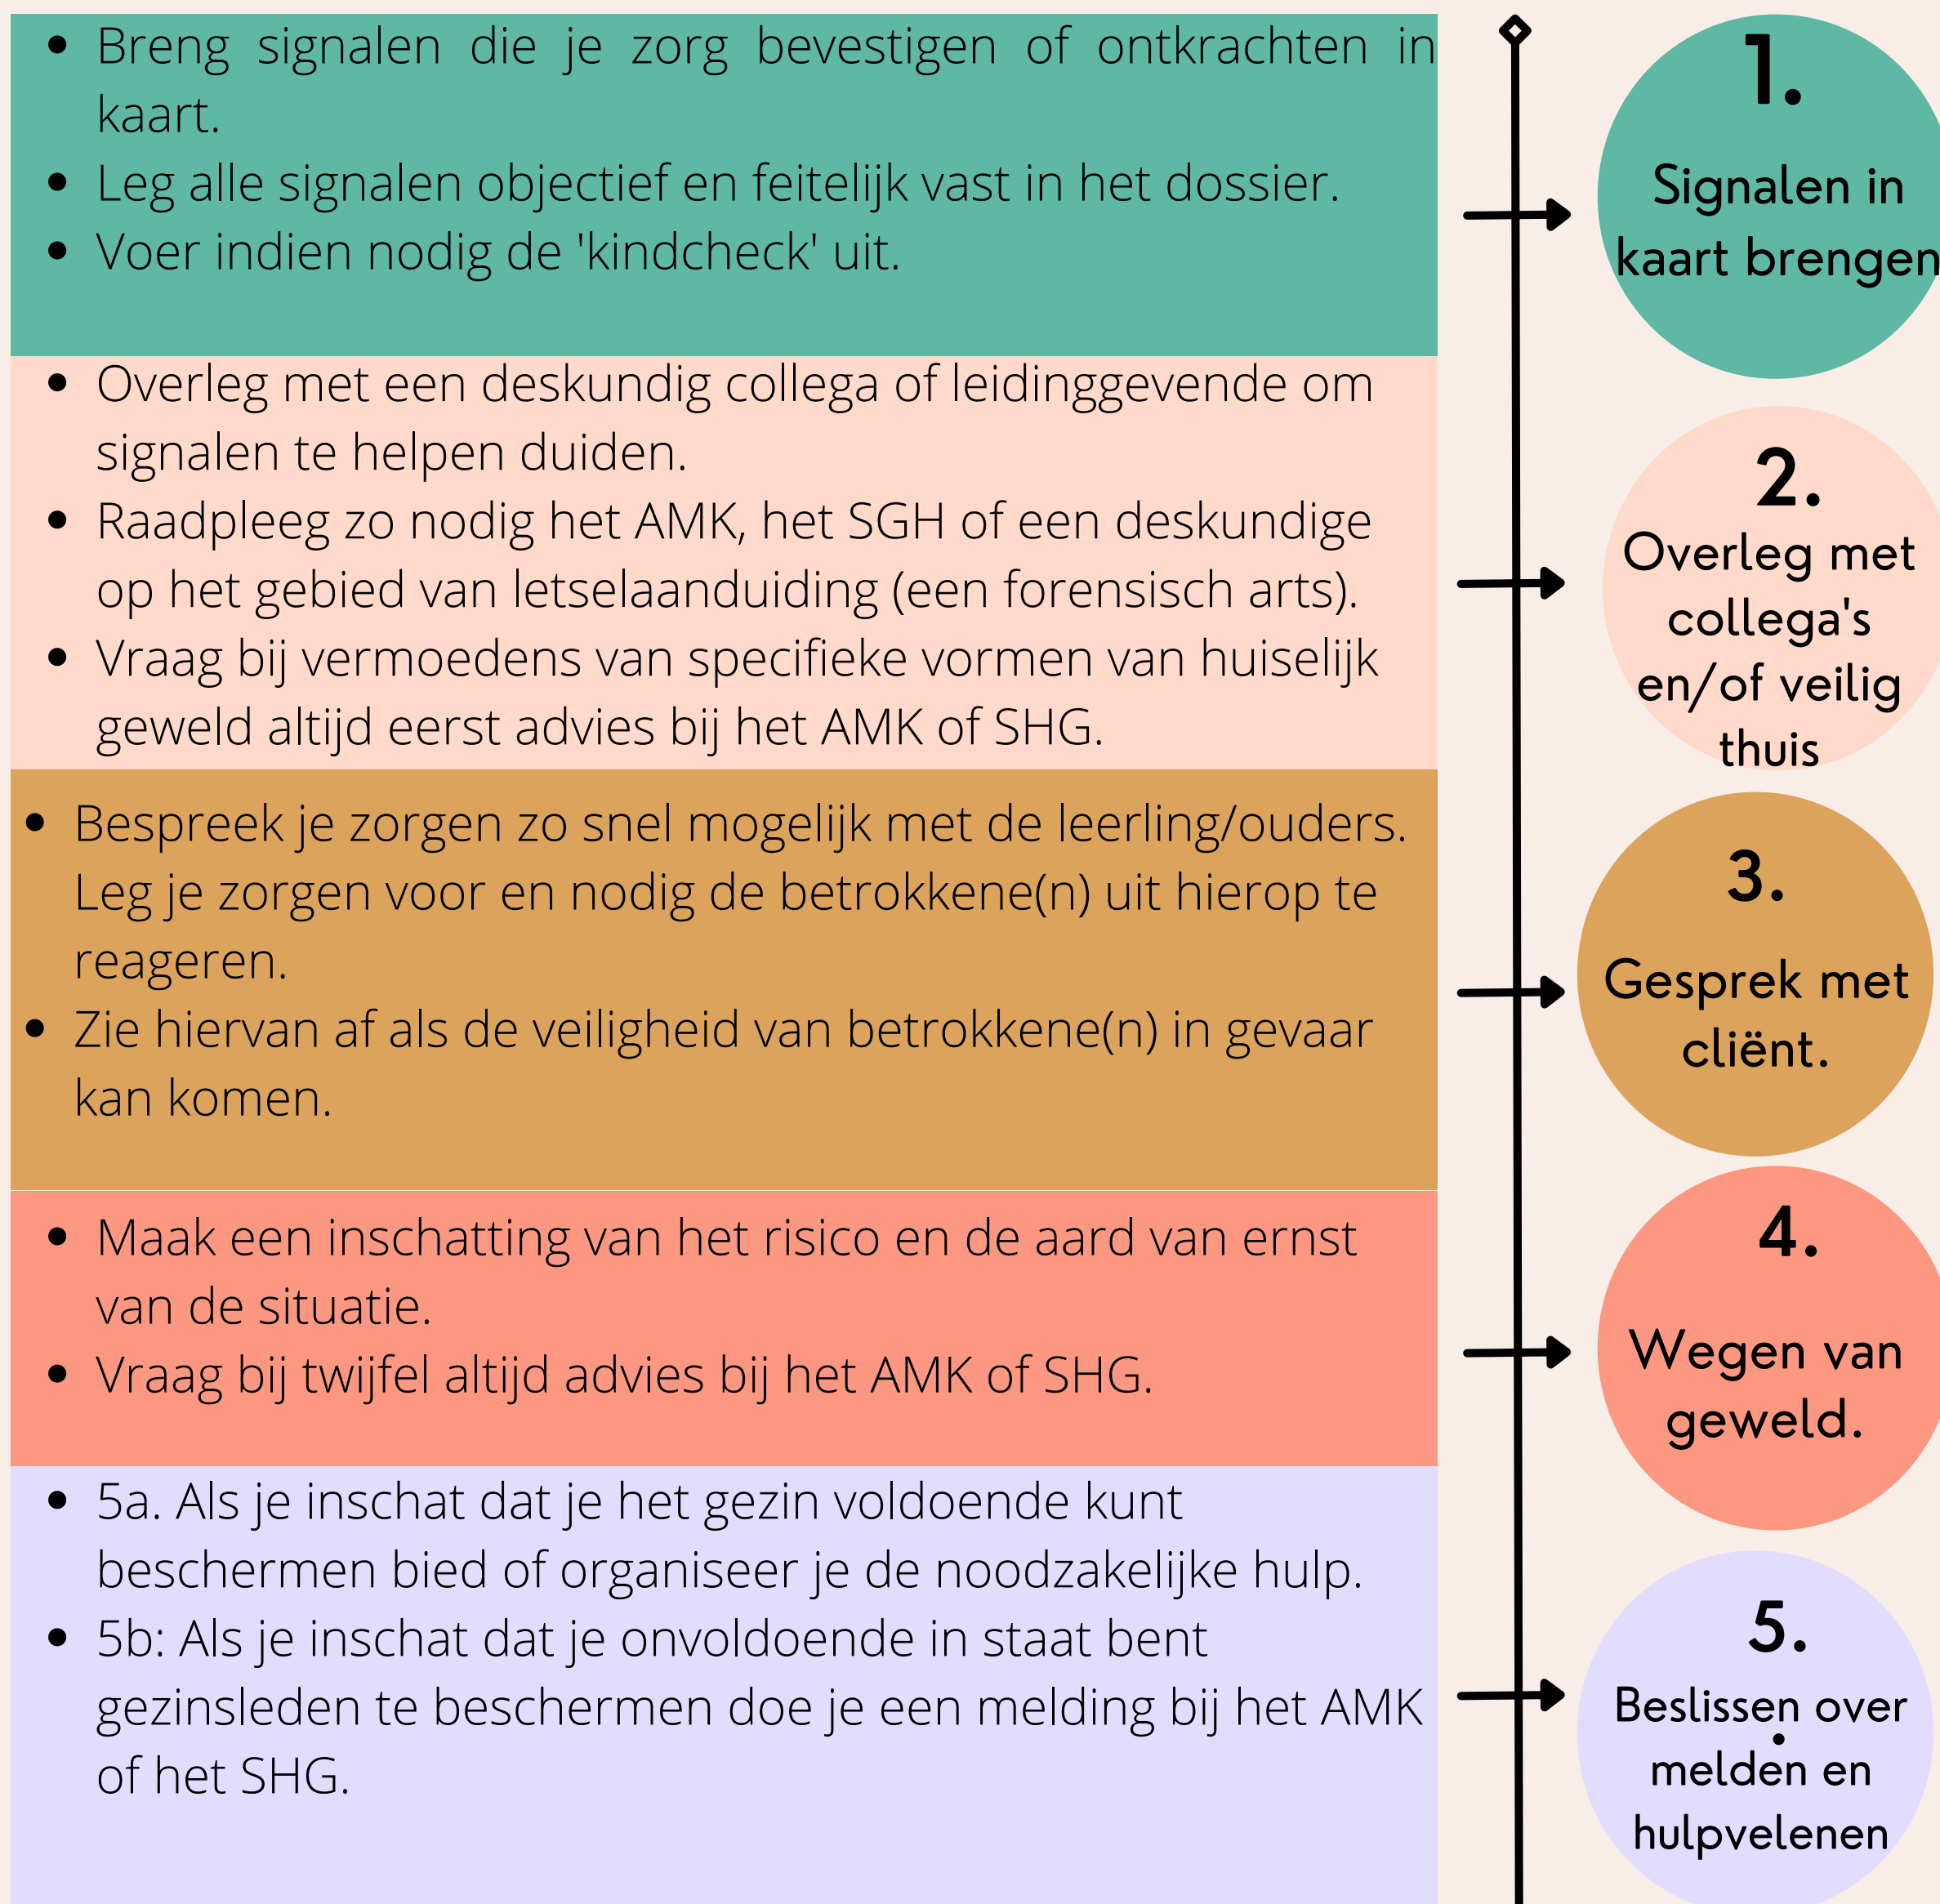 • Breng signalen die je zorg bevestigen of ontkrachten in
kaart.
• Leg alle signalen objectief en feitelijk vast in het dossier.
• Voer indien nodig de 'kindcheck' uit.
1.
Signalen in
kaart brengen
• Overleg met een deskundig collega of leidinggevende om
signalen te helpen duiden.
• Raadpleeg zo nodig het AMK, het SGH of een deskundige
op het gebied van letselaanduiding (een forensisch arts).
• Vraag bij vermoedens van specifieke vormen van huiselijk
geweld altijd eerst advies bij het AMK of SHG.
2.
Overleg met
collega's
en/of veilig
thuis
• Bespreek je zorgen zo snel mogelijk met de leerling/ouders.
Leg je zorgen voor en nodig de betrokkene(n) uit hierop te
reageren.
• Zie hiervan af als de veiligheid van betrokkene(n) in gevaar
kan komen.
3.
Gesprek met
cliënt.
• Maak een inschatting van het risico en de aard van ernst
van de situatie.
• Vraag bij twijfel altijd advies bij het AMK of SHG.
4.
Wegen van
geweld.
• 5a. Als je inschat dat je het gezin voldoende kunt
beschermen bied of organiseer je de noodzakelijke hulp.
• 5b: Als je inschat dat je onvoldoende in staat bent
gezinsleden te beschermen doe je een melding bij het AMK
of het SHG.
5.
Beslissen over
.
melden en
hulpvelenen